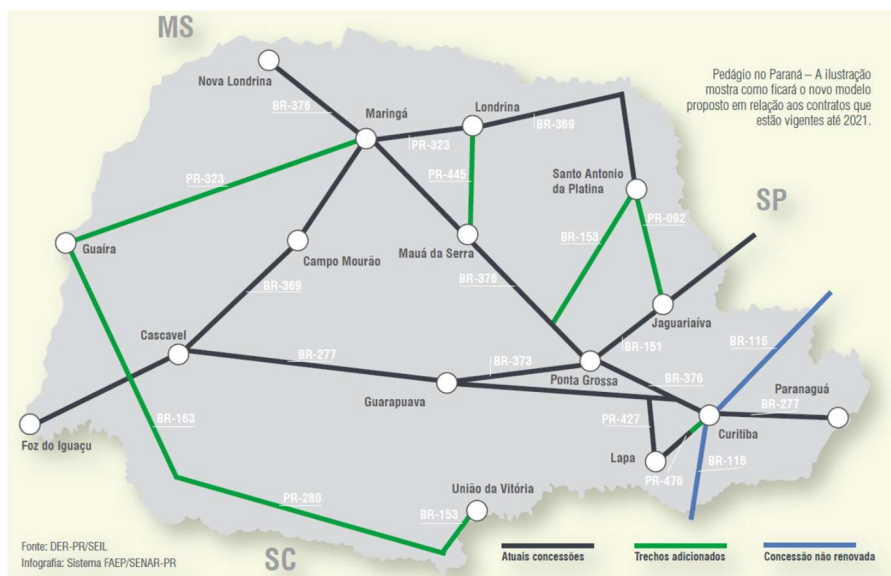 MS
Nova Londrina
BR-376
Maringá
Londrina
PR-323
BR-369
Pedágio no Paraná – A ilustração
mostra como ficará o novo modelo
proposto em relação aos contratos que
estão vigentes até 2021.
PR-323
PR-445
Santo Antonio
da Platina
PR-092
SP
BR-153
Guaíra
Campo Mourão
Mauá da Serra
BR-376
BR-369
Jaguariaíva
Cascavel
BR-277
BR-373
BR-151
BR-116
Ponta Grossa
BR-376
Paranaguá
Guarapuava
BR-277
BR-163
PR-427
Curitiba
Foz do Iguaçu
Lapa
PR-476
BR-116
PR-280
União da Vitória
BR-153
Fonte: DER-PR/SEIL
Infografia: Sistema FAEP/SENAR-PR
SC
Atuais concessões
Trechos adicionados
Concessão não renovada